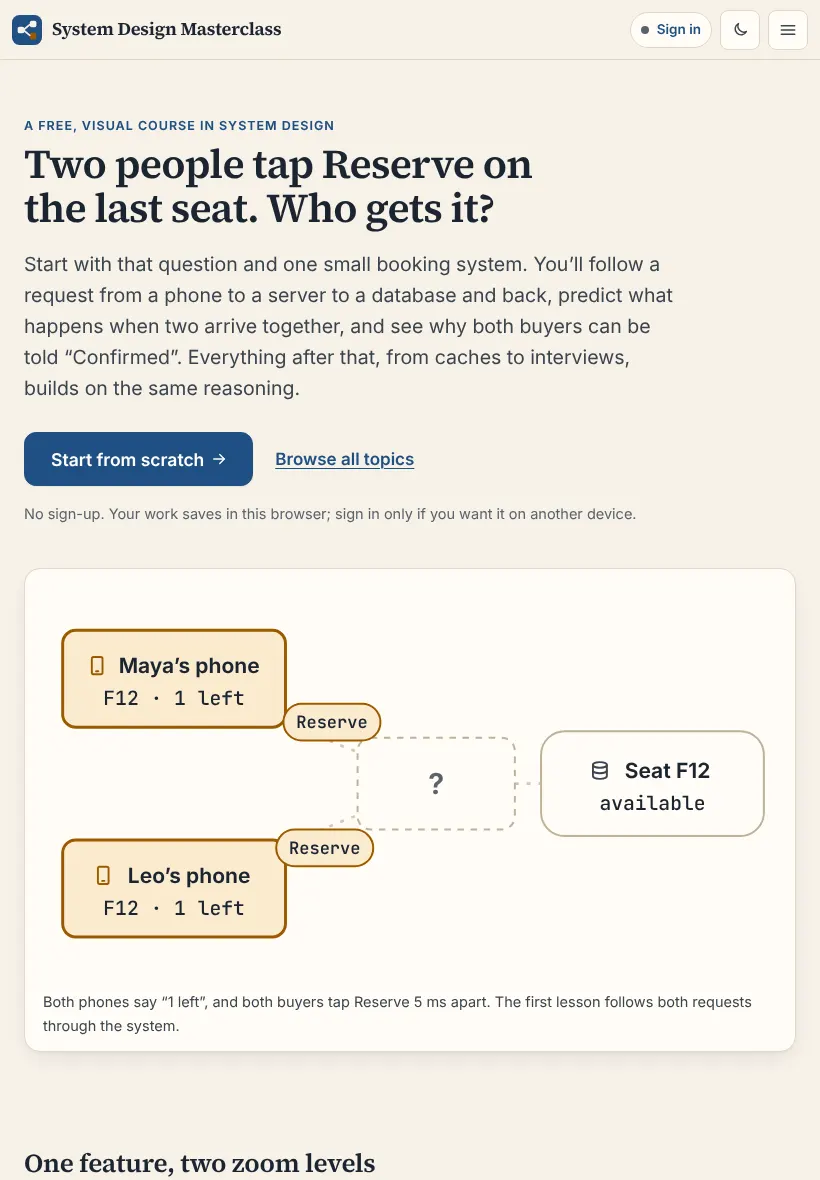 System Design Masterclass
Sign in
A FREE, VISUAL COURSE IN SYSTEM DESIGN
Two people tap Reserve on
the last seat. Who gets it?
Start with that question and one small booking system. You’ll follow a
request from a phone to a server to a database and back, predict what
happens when two arrive together, and see why both buyers can be
told “Confirmed”. Everything after that, from caches to interviews,
builds on the same reasoning.
Start from scratch →
Browse all topics
No sign-up. Your work saves in this browser; sign in only if you want it on another device.
Maya’s phone
F12 · 1 left
Reserve
?
Seat F12
available
Reserve
Leo’s phone
F12 · 1 left
Both phones say “1 left”, and both buyers tap Reserve 5 ms apart. The first lesson follows both requests
through the system.
One feature, two zoom levels